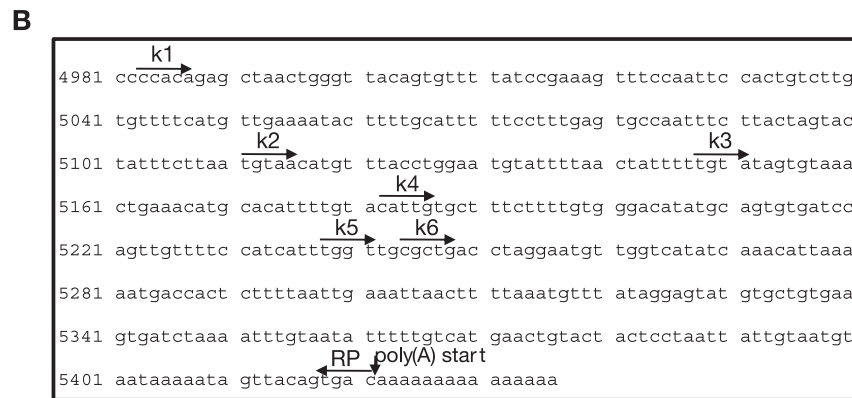 B
k1
4981 ccccacagag ctaactgggt tacagtgttt tatccgaaag tttccaattc cactgtcttg
5041 tgttttcatg ttgaaaatac ttttgcattt ttcctttgag tgccaatttc ttactagtac
k2 k3
5101 tatttcttaa tgtaacatgt ttacctggaa tgtattttaa ctatttttgt atagtgtaaa
k4
5161 ctgaaacatg cacattttgt acattgtgct ttcttttgtg ggacatatgc agtgtgatcc
k5 k6
5221 agttgttttc catcatttgg ttgcgctgac ctaggaatgt tggtcatatc aaacattaaa
5281 aatgaccact cttttaattg aaattaactt ttaaatgttt ataggagtat gtgctgtgaa
5341 gtgatctaaa atttgtaata tttttgtcat gaactgtact actcctaatt attgtaatgt
RP poly(A) start
5401 aataaaaata gttacagtga caaaaaaaaa aaaaaa